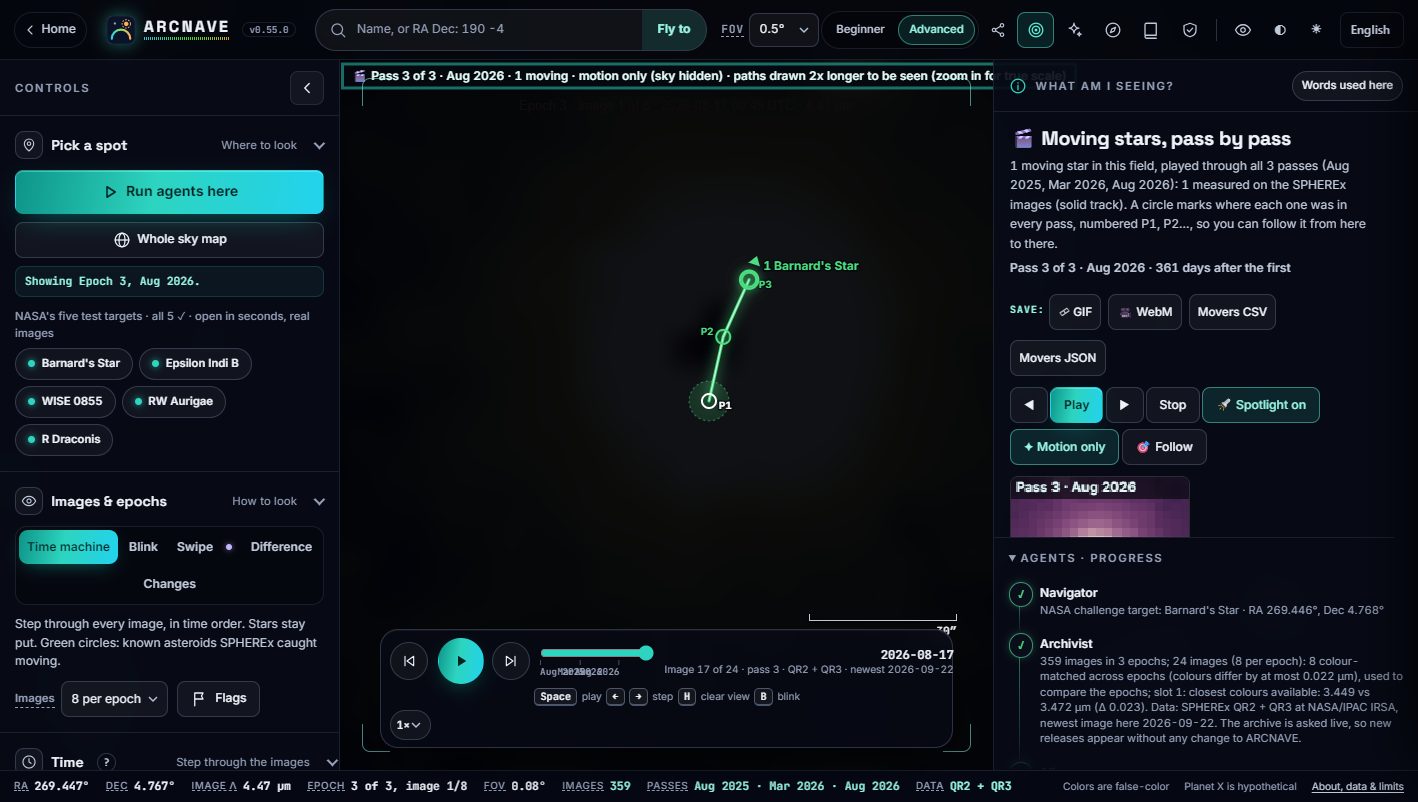 Home
ARCNAVE
v0.55.0
Name, or RA Dec: 190 -4
Fly to
FOV
0.5°
Beginner
Advanced
English
CONTROLS
Pick a spot
Where to look
Run agents here
Whole sky map
Showing Epoch 3, Aug 2026.
NASA's five test targets · all 5 ✓ · open in seconds, real
images
Barnard's Star
Epsilon Indi B
WISE 0855
RW Aurigae
R Draconis
Images & epochs
How to look
Time machine
Blink
Swipe
Difference
Changes
Step through every image, in time order. Stars stay
put. Green circles: known asteroids SPHEREx caught
moving.
Images
8 per epoch
Flags
Time
?
Step through the images
Pass 3 of 3 · Aug 2026 · 1 moving · motion only (sky hidden) · paths drawn 2x longer to be seen (zoom in for true scale)
1 Barnard's Star
P3
P2
P1
2026-08-17
Image 17 of 24 · pass 3 · QR2 + QR3 · newest 2026-09-22
Space play ← → step H clear view B blink
1×
WHAT AM I SEEING?
Words used here
Moving stars, pass by pass
1 moving star in this field, played through all 3 passes (Aug
2025, Mar 2026, Aug 2026): 1 measured on the SPHEREx
images (solid track). A circle marks where each one was in
every pass, numbered P1, P2..., so you can follow it from here
to there.
Pass 3 of 3 · Aug 2026 · 361 days after the first
SAVE:
GIF
WebM
Movers CSV
Movers JSON
Play
Stop
Spotlight on
Motion only
Follow
Pass 3 · Aug 2026
AGENTS · PROGRESS
Navigator
NASA challenge target: Barnard's Star · RA 269.446°, Dec 4.768°
Archivist
359 images in 3 epochs; 24 images (8 per epoch): 8 colour-
matched across epochs (colours differ by at most 0.022 µm), used to
compare the epochs; slot 1: closest colours available: 3.449 vs
3.472 µm (Δ 0.023). Data: SPHEREx QR2 + QR3 at NASA/IPAC IRSA,
newest image here 2026-09-22. The archive is asked live, so new
releases appear without any change to ARCNAVE.
RA 269.447° DEC 4.767° IMAGE Λ 4.47 µm EPOCH 3 of 3, image 1/8 FOV 0.08° IMAGES 359 PASSES Aug 2025 · Mar 2026 · Aug 2026 DATA QR2 + QR3
Colors are false-color
Planet X is hypothetical
About, data & limits